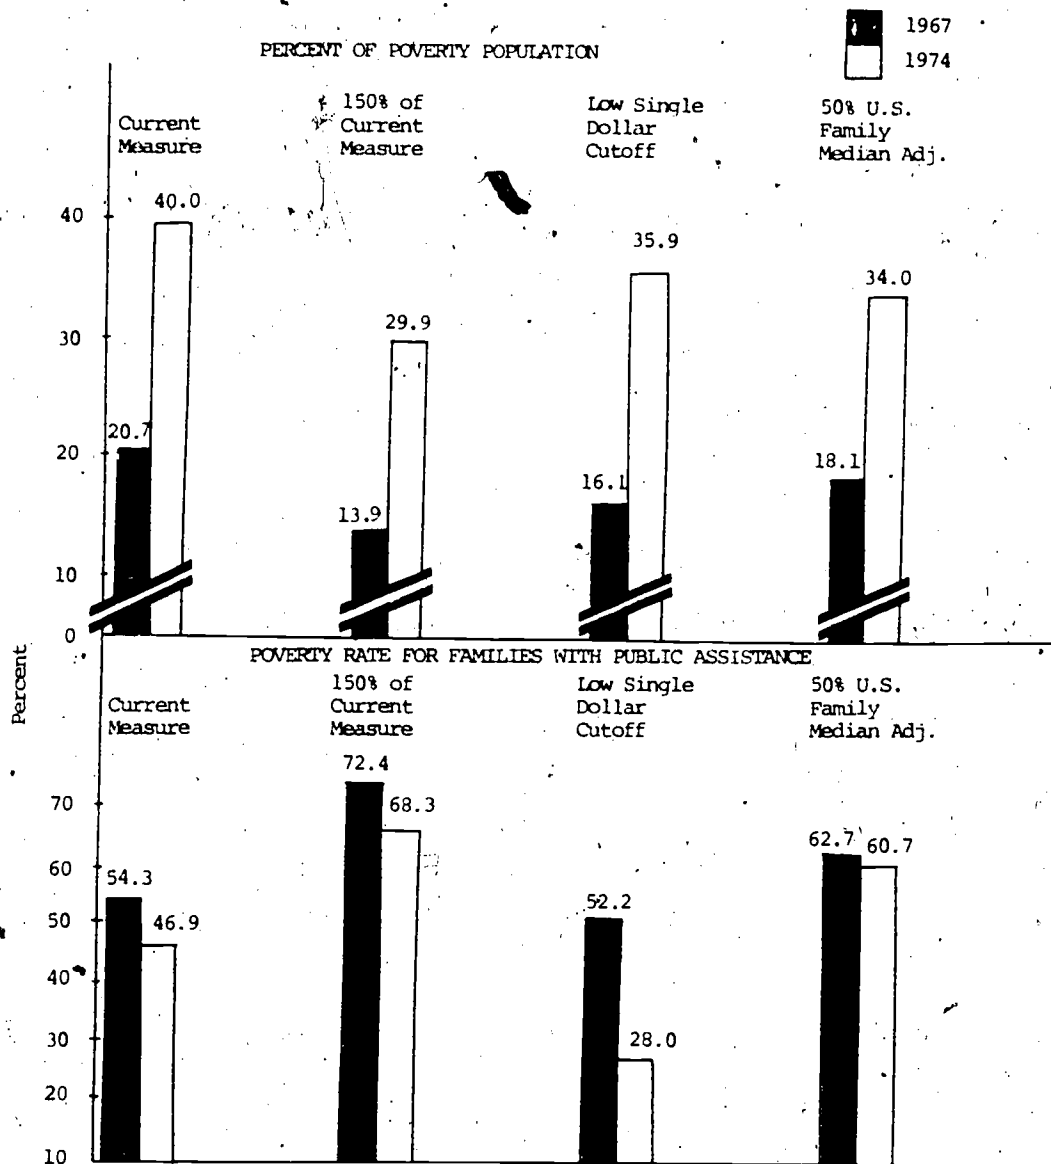 1967
1974
PERCENT OF POVERTY POPULATION
Current
Measure
150% of
Current
Measure
Low Single
Dollar
Cutoff
50% U.S.
Family
Median Adj.
40
30
20
10
0
20.7
40.0
13.9
29.9
16.1
35.9
18.1
34.0
Percent
POVERTY RATE FOR FAMILIES WITH PUBLIC ASSISTANCE
Current
Measure
150% of
Current
Measure
Low Single
Dollar
Cutoff
50% U.S.
Family
Median Adj.
70
60
50
40
30
20
10
54.3
46.9
72.4
68.3
52.2
28.0
62.7
60.7